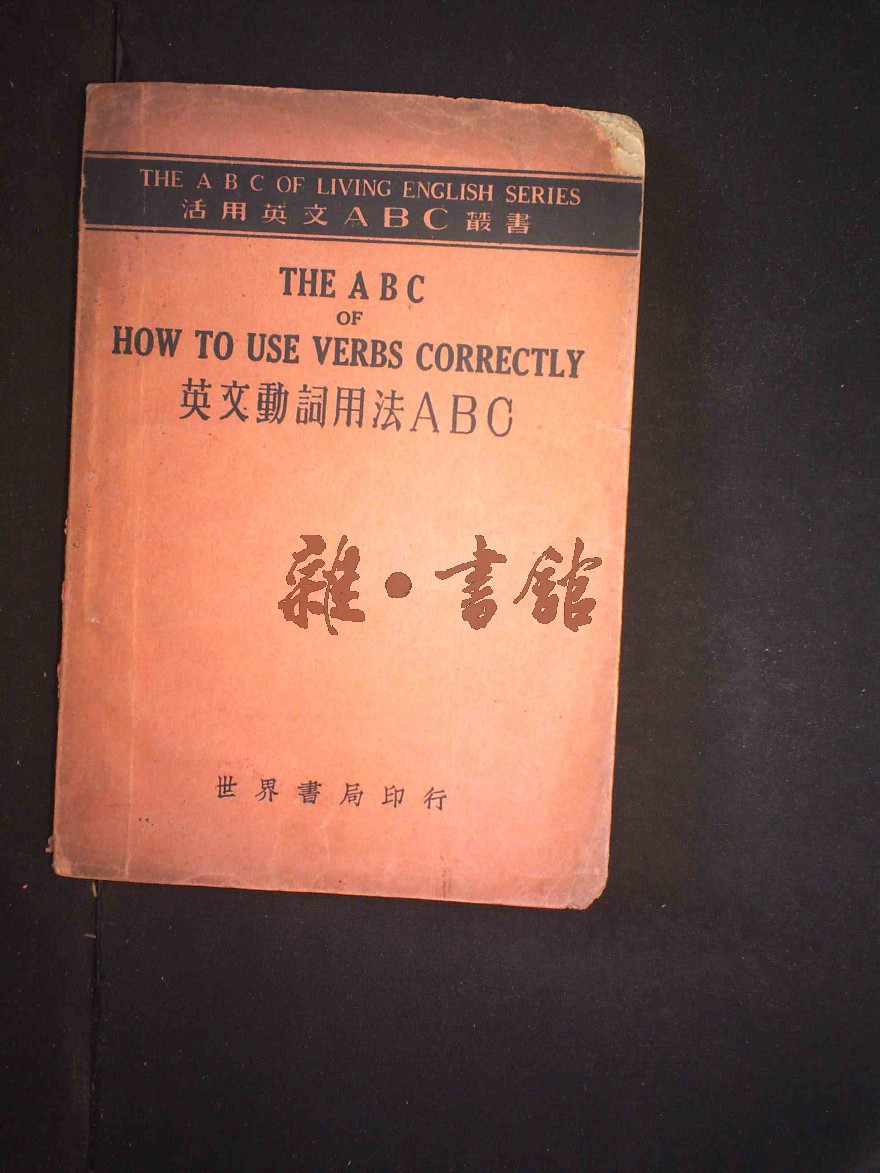 THE A B C OF LIVING ENGLISH SERIES
活用英文ABC叢書
THE A B C
OF
HOW TO USE VERBS CORRECTLY
英文動詞用法ABC
雜·書館
世界書局印行